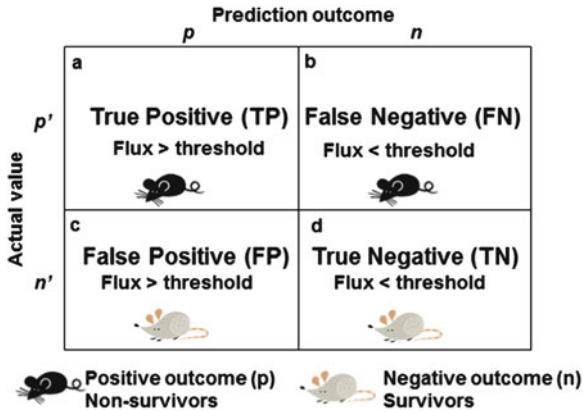 Prediction outcome
p n
a b
p' True Positive (TP) False Negative (FN)
Flux > threshold Flux < threshold
Actual value
c d
False Positive (FP) True Negative (TN)
n' Flux > threshold Flux < threshold
Positive outcome (p) Negative outcome (n)
Non-survivors Survivors